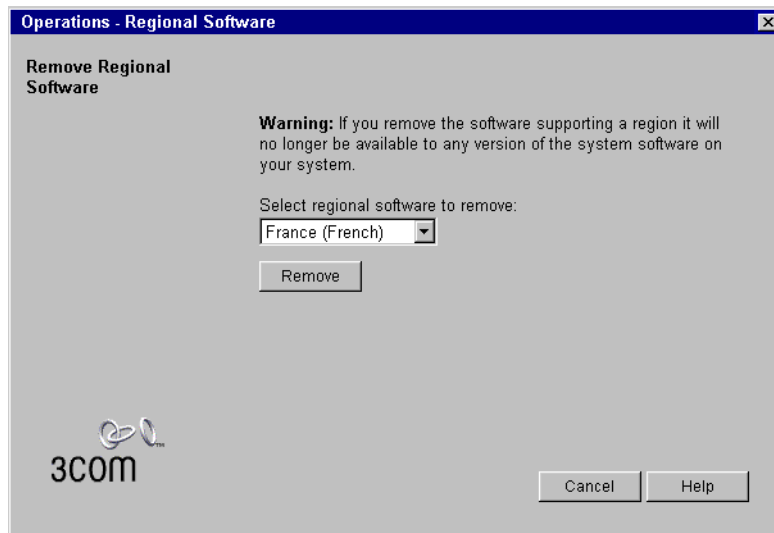 Operations - Regional Software
Remove Regional
Software
Warning: If you remove the software supporting a region it will
no longer be available to any version of the system software on
your system.
Select regional software to remove:
France (French)
Remove
TM
3COM
Cancel
Help